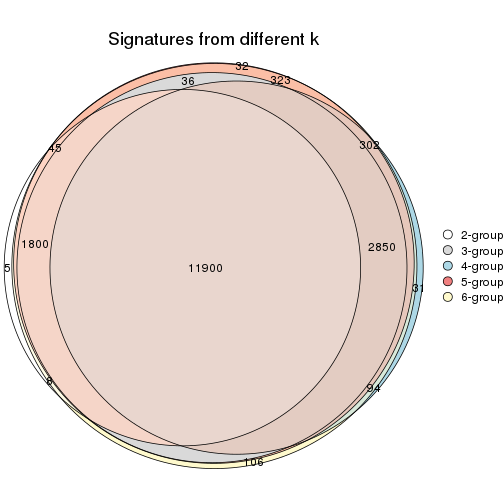 Signatures from different k
32
36
323
45
302
1800
2850
5
11900
31
8
94
106
2-group
3-group
4-group
5-group
6-group